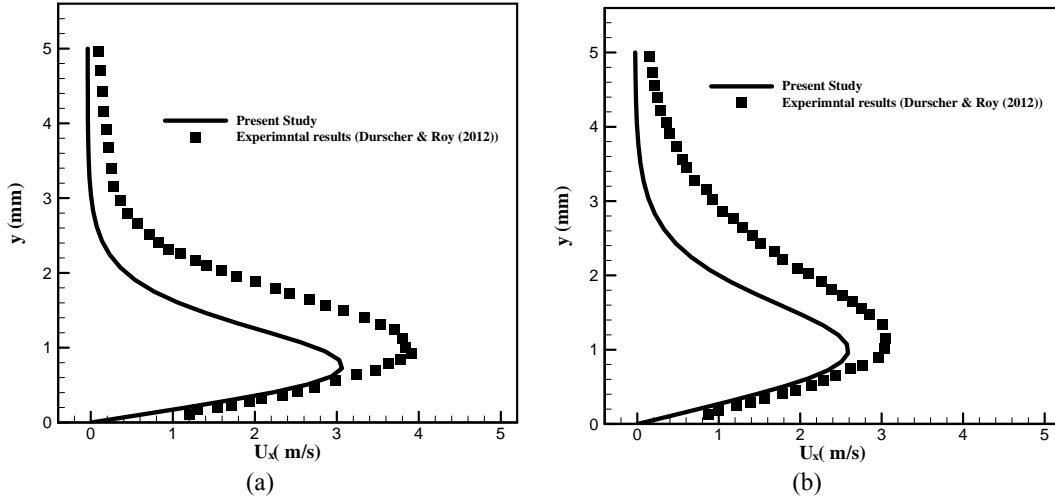 5
4
3
2
1
0
y (mm)
Present Study
Experimntal results (Durscher & Roy (2012))
0 1 2 3 4 5
Ux( m/s)
(a)
5
4
3
2
1
0
y (mm)
Present Study
Experimntal results (Durscher & Roy (2012))
0 1 2 3 4 5
Ux( m/s)
(b)